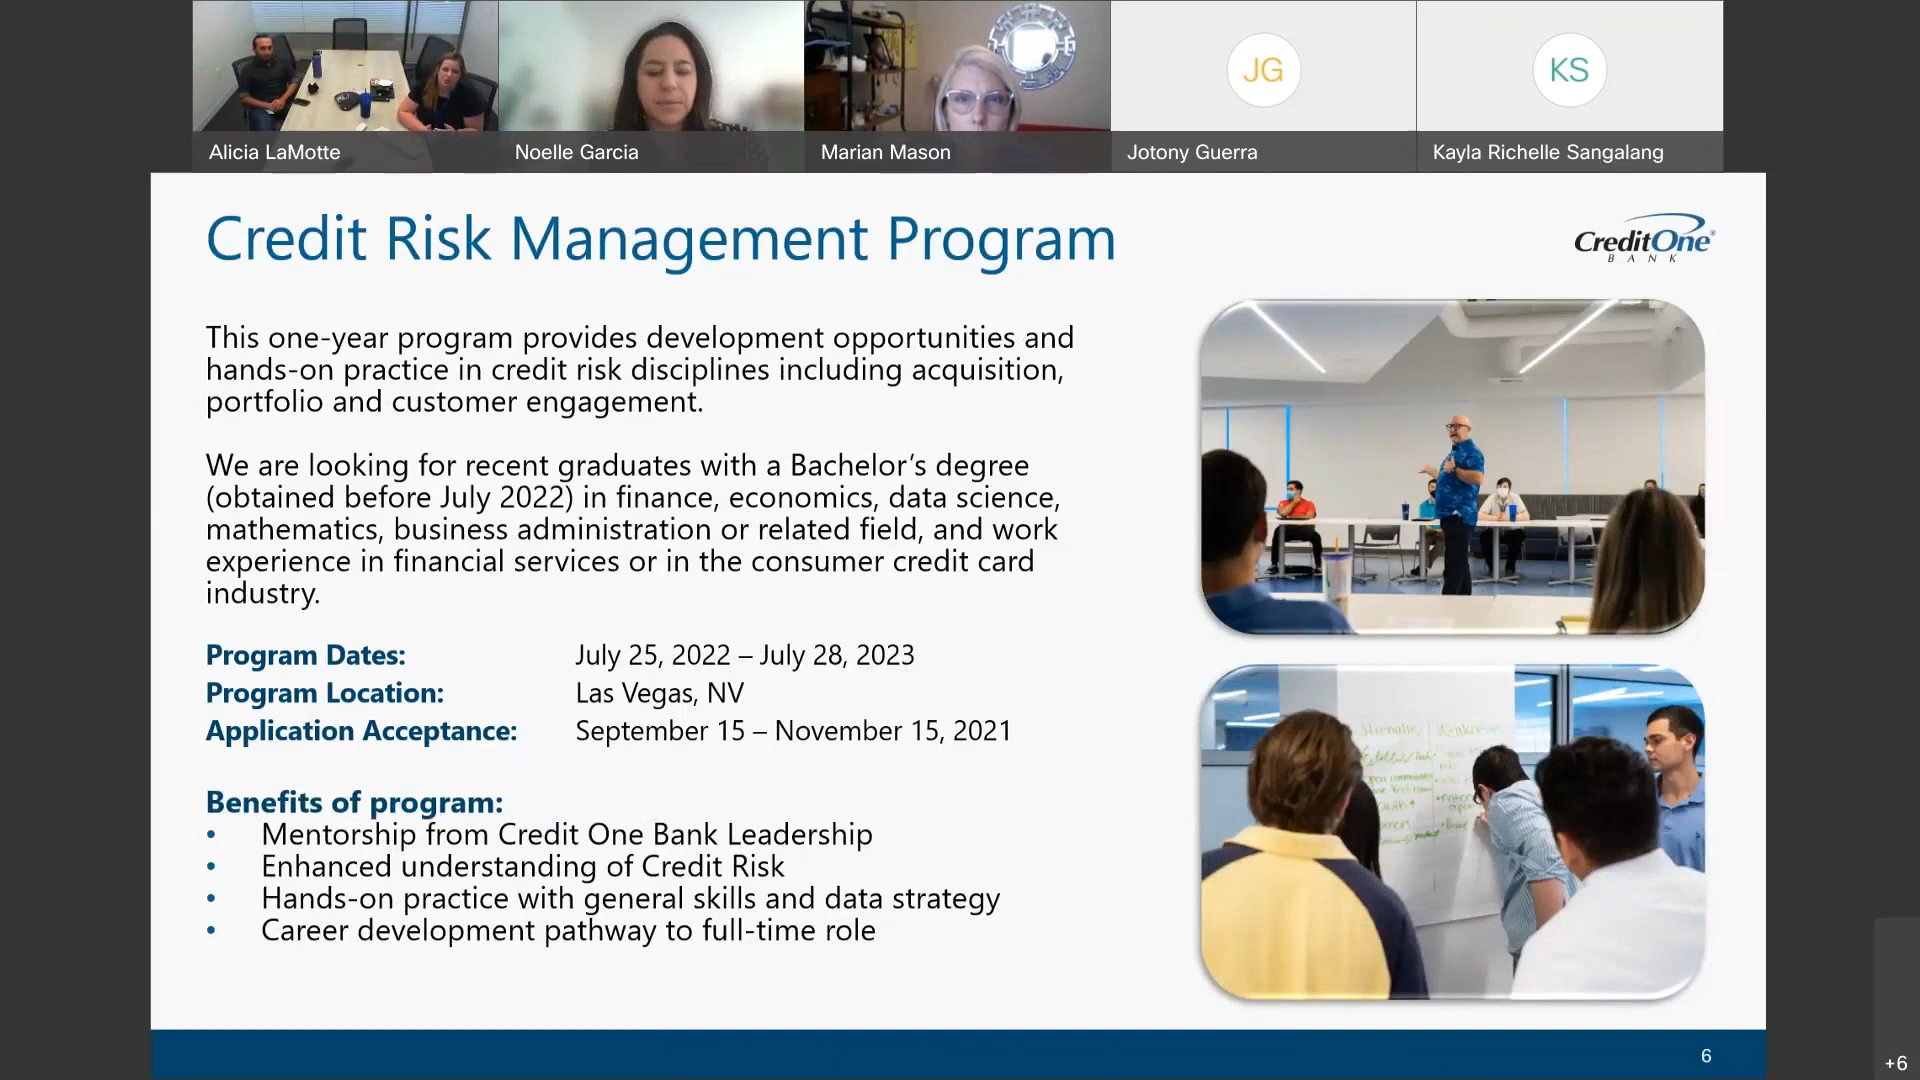 Alicia LaMotte
Noelle Garcia
Marian Mason
JG
Jotony Guerra
KS
Kayla Richelle Sangalang
Credit Risk Management Program
CreditOne®
BANK
This one-year program provides development opportunities and
hands-on practice in credit risk disciplines including acquisition,
portfolio and customer engagement.
We are looking for recent graduates with a Bachelor’s degree
(obtained before July 2022) in finance, economics, data science,
mathematics, business administration or related field, and work
experience in financial services or in the consumer credit card
industry.
Program Dates: July 25, 2022 – July 28, 2023
Program Location: Las Vegas, NV
Application Acceptance: September 15 – November 15, 2021
Benefits of program:
• Mentorship from Credit One Bank Leadership
• Enhanced understanding of Credit Risk
• Hands-on practice with general skills and data strategy
• Career development pathway to full-time role
6
+6